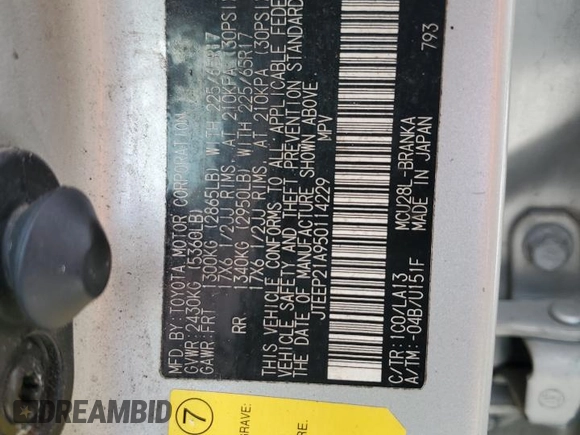 MFD.BY:TOYOTA MOTOR CORPORATION
GVWR:2430KG (5360LB)
GAWR:FRT 1300KG (2865LB) WITH 225/65R17
17X6 1/2JJ RIMS, AT 210KPA (30PSI
RR 1340KG (2950LB) WITH 225/65R17
17X6 1/2JJ RIMS, AT 210KPA (30PSI
THIS VEHICLE CONFORMS TO ALL APPLICABLE FEDE
VEHICLE SAFETY AND THEFT PREVENTION STANDARD
OF MANUFACTURE SHOWN ABOVE.
JTEEP21A950114229 MPV
C/TR:1C0/LA13 MCU28L-BRANKA
A/TM:-04B/U151F MADE IN JAPAN 793
7
GRAVE:
RE.
DREAMBID